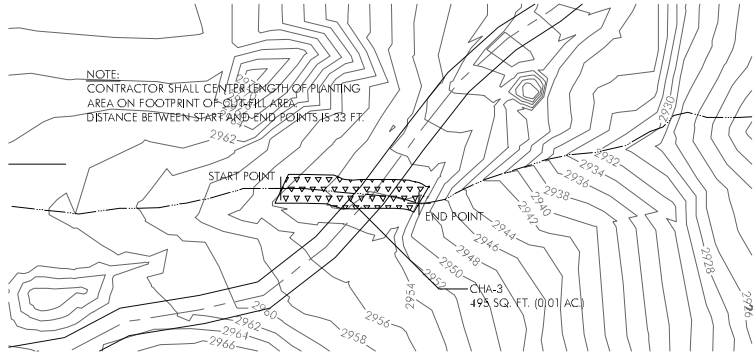 NOTE:
CONTRACTOR SHALL CENTER LENGTH OF PLANTING
AREA ON FOOTPRINT OF CUT-FILL AREA.
DISTANCE BETWEEN START AND END POINTS IS 33 FT.
2962
2930
START POINT
2932
2934
2936
2938
2940
2942
END POINT
2944
2946
2948
2950
2952
2954
2928
2926
CHA-3
495 SQ. FT. (0.01 AC.)
2960
2962
2964
2966
2956
2958